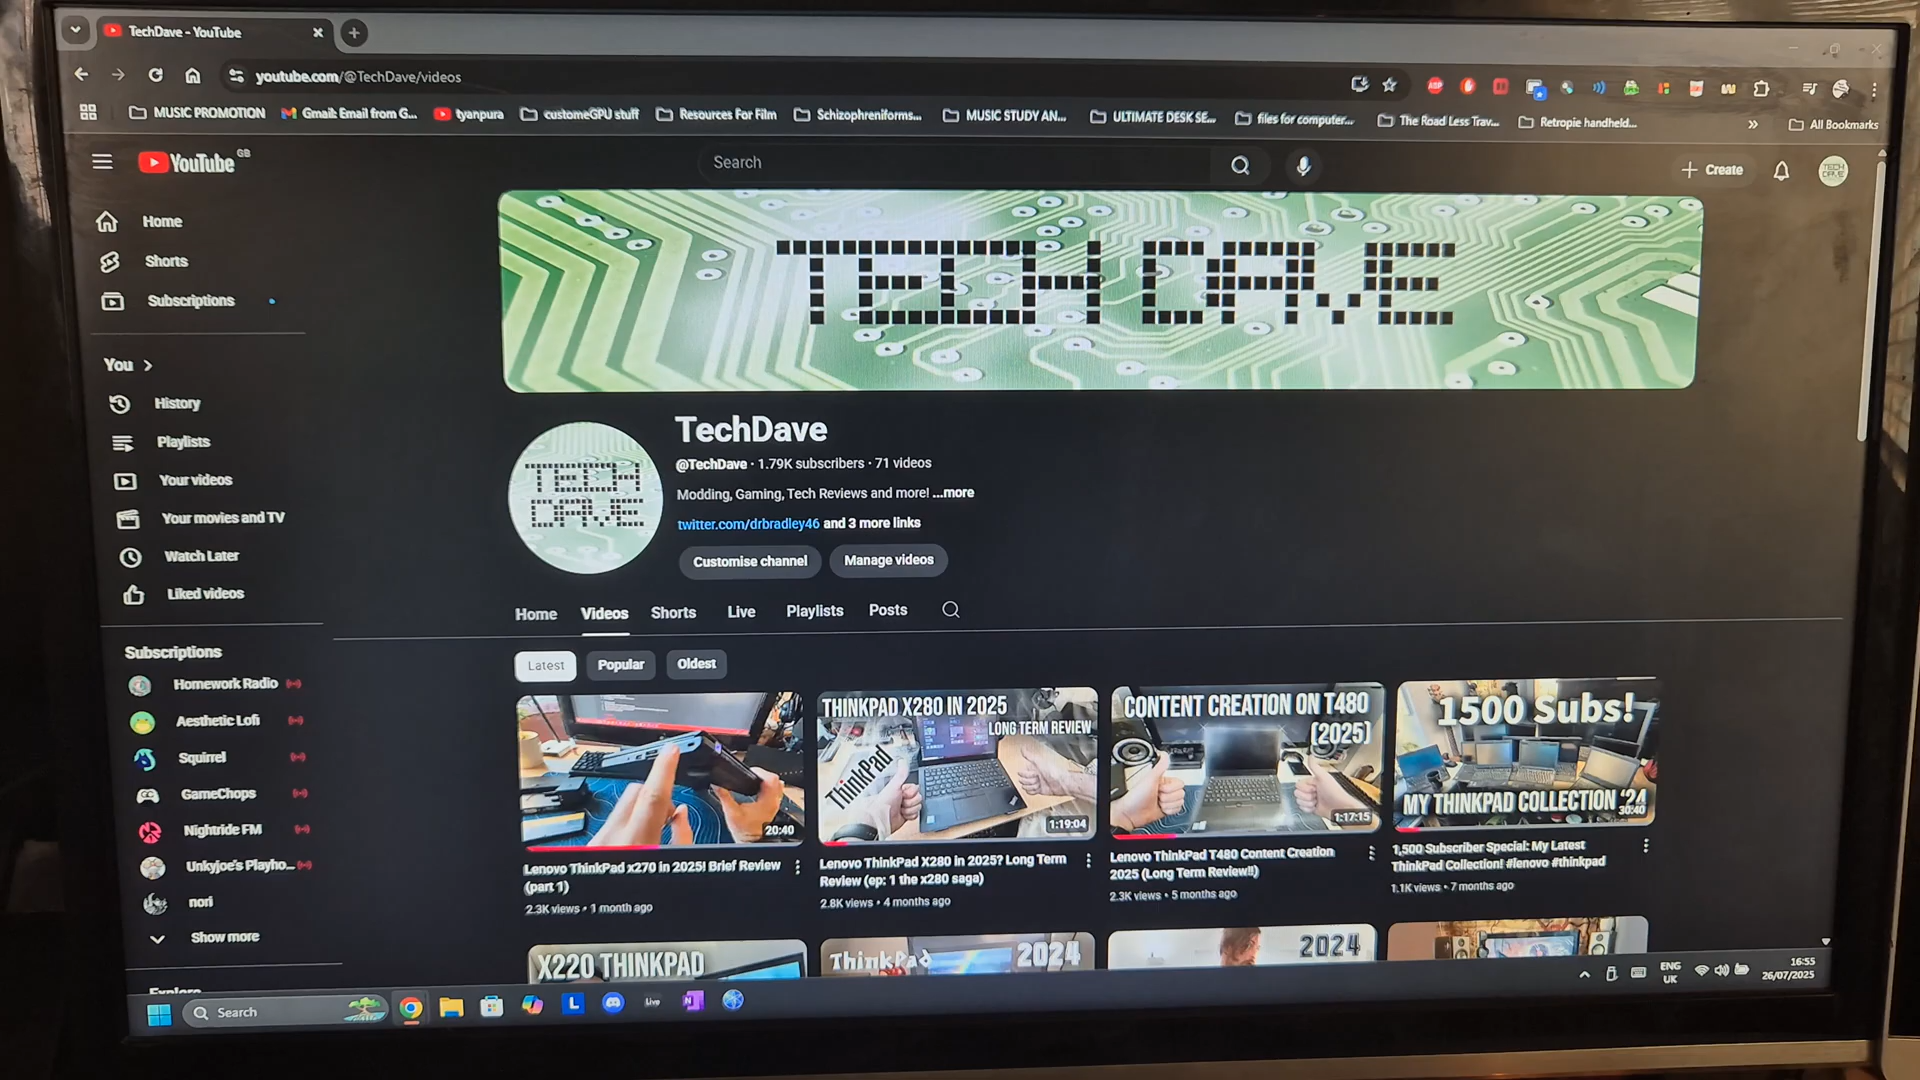 TechDave - YouTube
youtube.com/@TechDave/videos
MUSIC PROMOTION
Gmail: Email from G...
tyanpura
customeGPU stuff
Resources For Film
Schizophreniforms...
MUSIC STUDY AN...
ULTIMATE DESK SE...
files for computer...
The Road Less Trav...
Retropie handheld...
All Bookmarks
YouTube GB
Search
Create
TECH DAVE
Home
Shorts
Subscriptions
You
History
Playlists
Your videos
Your movies and TV
Watch Later
Liked videos
Subscriptions
Homework Radio
Aesthetic Lofi
Squirrel
GameChops
Nightride FM
Unkyjoe's Playho...
nori
Show more
Explore
TECH DAVE
TECH
DAVE
TechDave
@TechDave · 1.79K subscribers · 71 videos
Modding, Gaming, Tech Reviews and more! ...more
twitter.com/drbradley46 and 3 more links
Customise channel
Manage videos
Home Videos Shorts Live Playlists Posts
Latest Popular Oldest
20:40
Lenovo ThinkPad x270 in 2025! Brief Review
(part 1)
2.3K views · 1 month ago
THINKPAD X280 IN 2025
LONG TERM REVIEW
ThinkPad
1:19:04
Lenovo ThinkPad X280 in 2025? Long Term
Review (ep: 1 the x280 saga)
2.8K views · 4 months ago
CONTENT CREATION ON T480
(2025)
1:17:15
Lenovo ThinkPad T480 Content Creation
2025 (Long Term Review!!)
2.3K views · 5 months ago
1500 Subs!
MY THINKPAD COLLECTION '24
30:40
1,500 Subscriber Special: My Latest
ThinkPad Collection! #lenovo #thinkpad
1.1K views · 7 months ago
X220 THINKPAD
ThinkPad
2024
2024
Search
Live
ENG
UK
16:55
26/07/2025